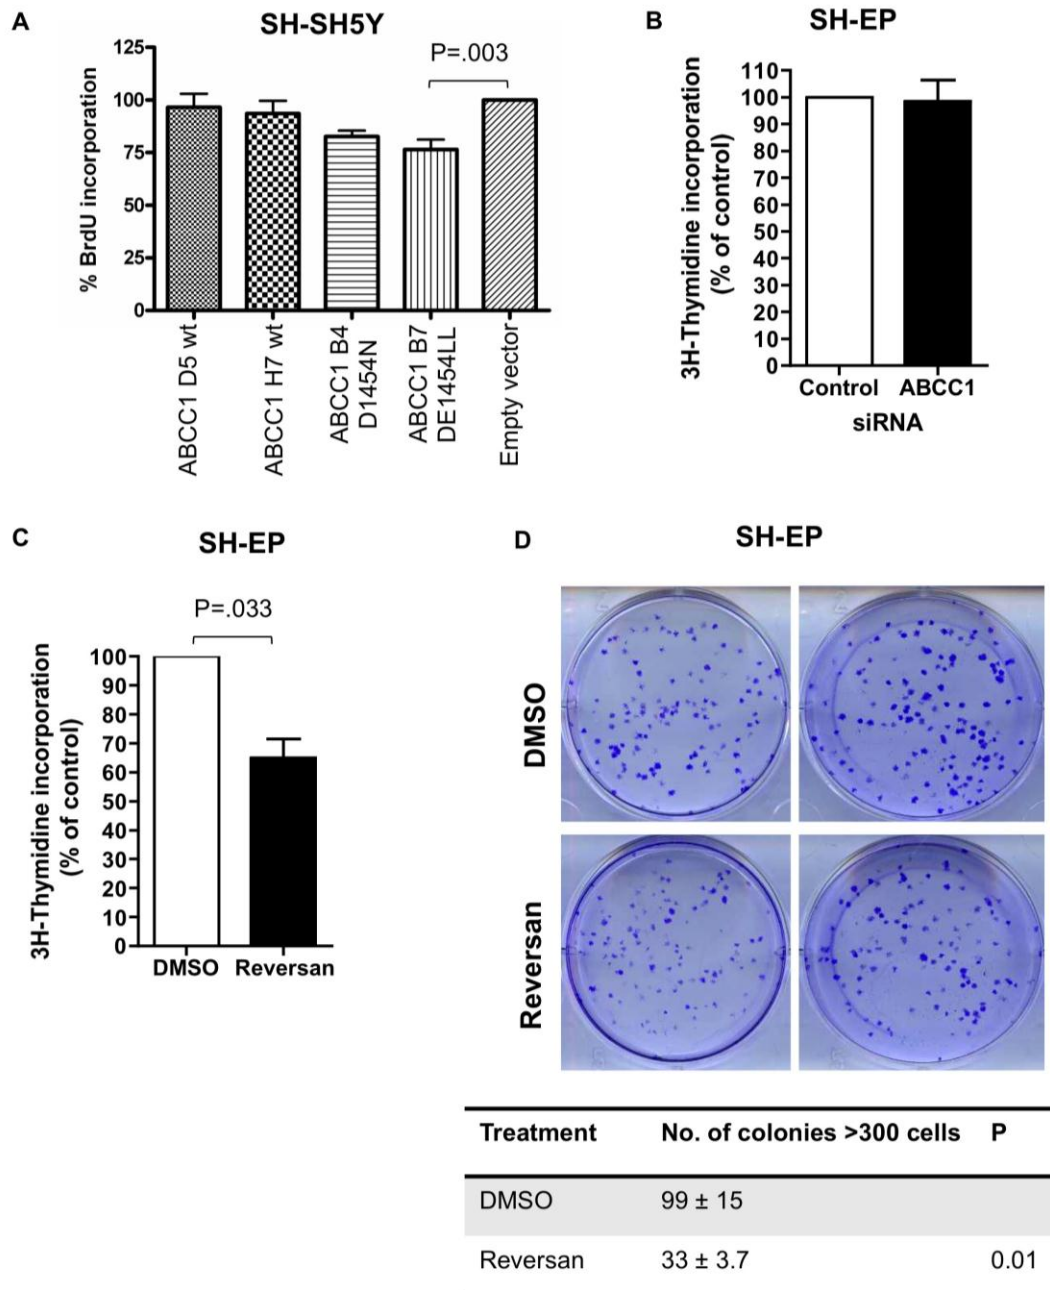 A
SH-SH5Y
P=.003
% BrdU incorporation
125
100
75
50
25
0
ABCC1 D5 wt
ABCC1 H7 wt
ABCC1 B4
D1454N
ABCC1 B7
DE1454LL
Empty vector
B
SH-EP
3H-Thymidine incorporation
(% of control)
110
100
90
80
70
60
50
40
30
20
10
0
Control ABCC1
siRNA
C
SH-EP
P=.033
3H-Thymidine incorporation
(% of control)
100
90
80
70
60
50
40
30
20
10
0
DMSO Reversan
D
SH-EP
DMSO
Reversan
Treatment No. of colonies >300 cells P
DMSO 99 ± 15
Reversan 33 ± 3.7 0.01